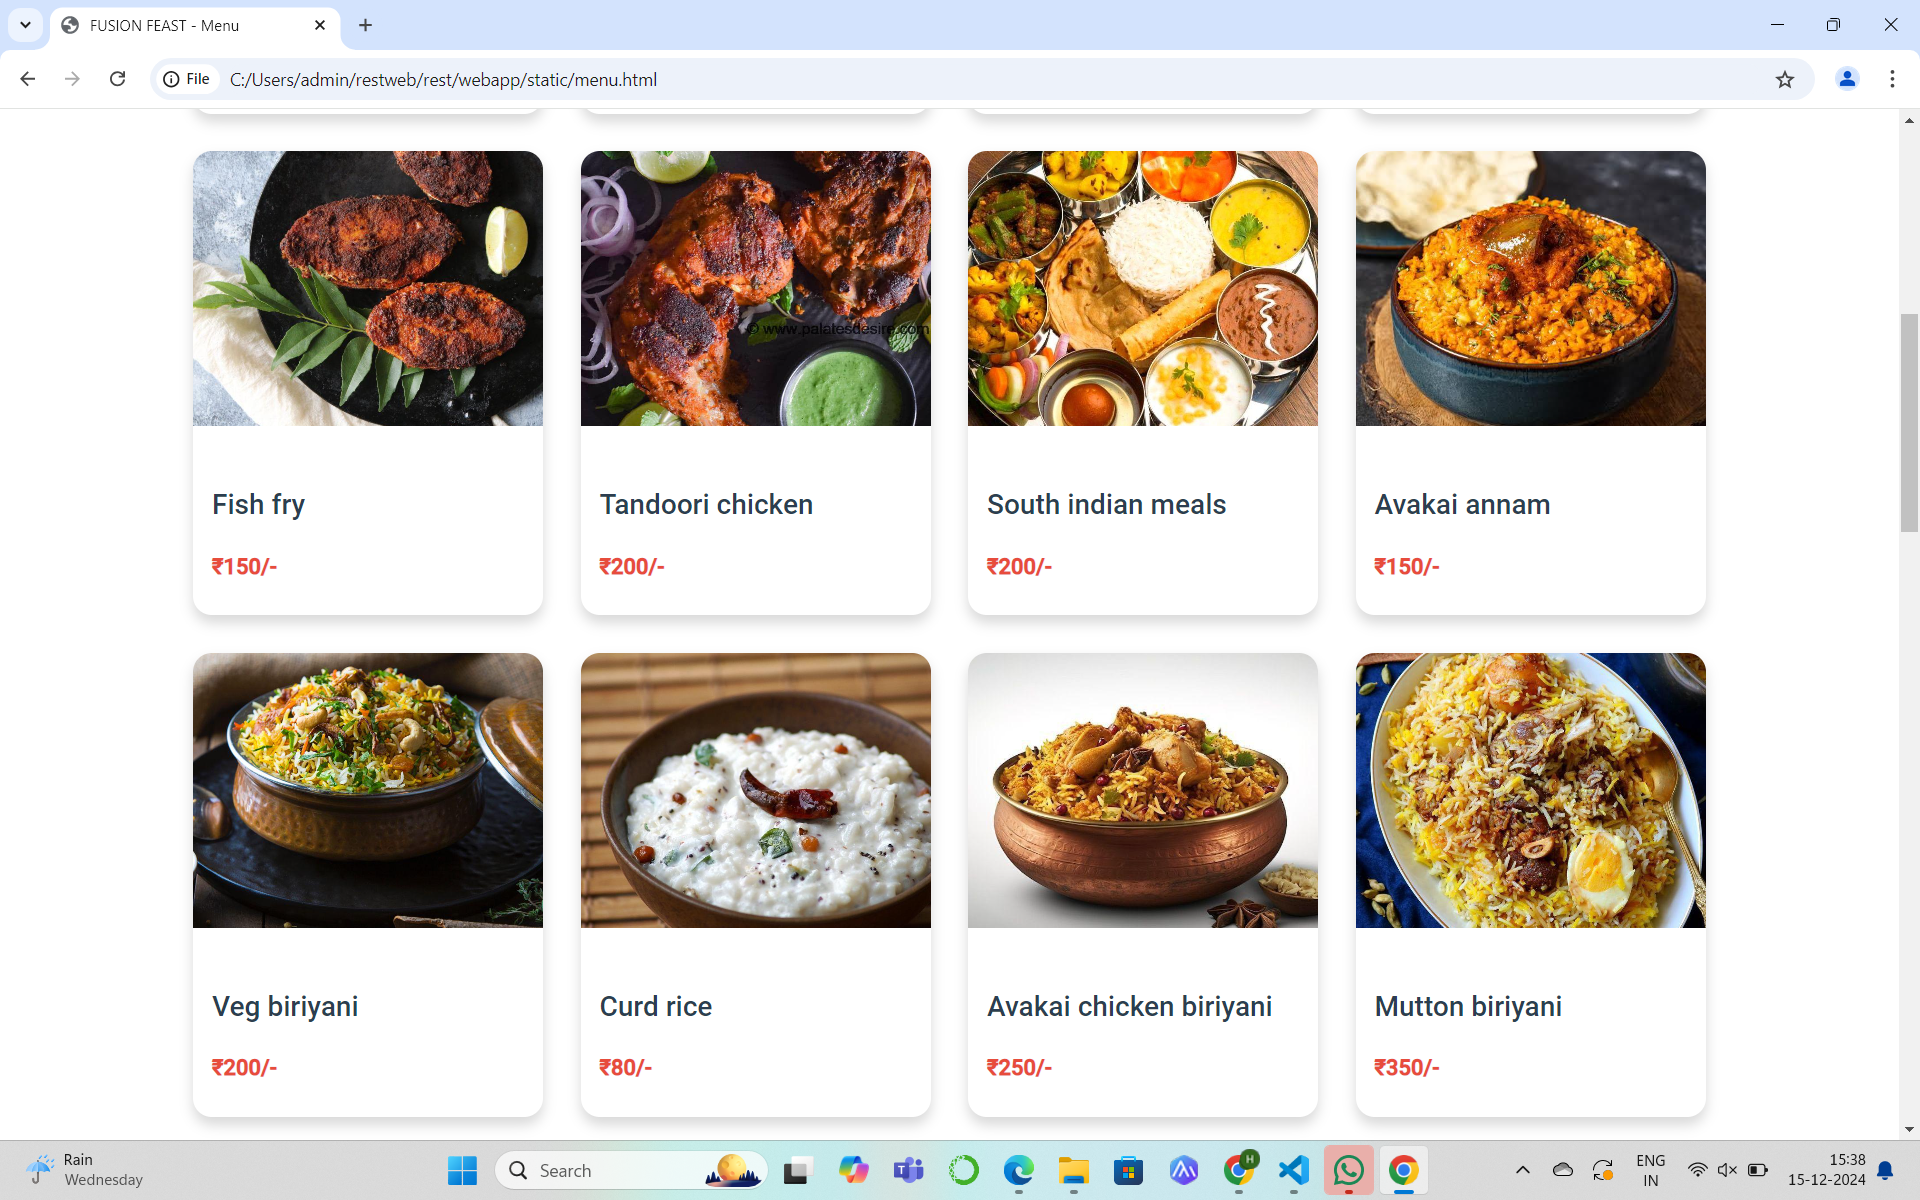 FUSION FEAST - Menu
File
C:/Users/admin/restweb/rest/webapp/static/menu.html
© www.palatesdesire.com
Fish fry
Tandoori chicken
South indian meals
Avakai annam
₹150/-
₹200/-
₹200/-
₹150/-
Veg biriyani
Curd rice
Avakai chicken biriyani
Mutton biriyani
₹200/-
₹80/-
₹250/-
₹350/-
Rain
Wednesday
Search
H
ENG
IN
15:38
15-12-2024